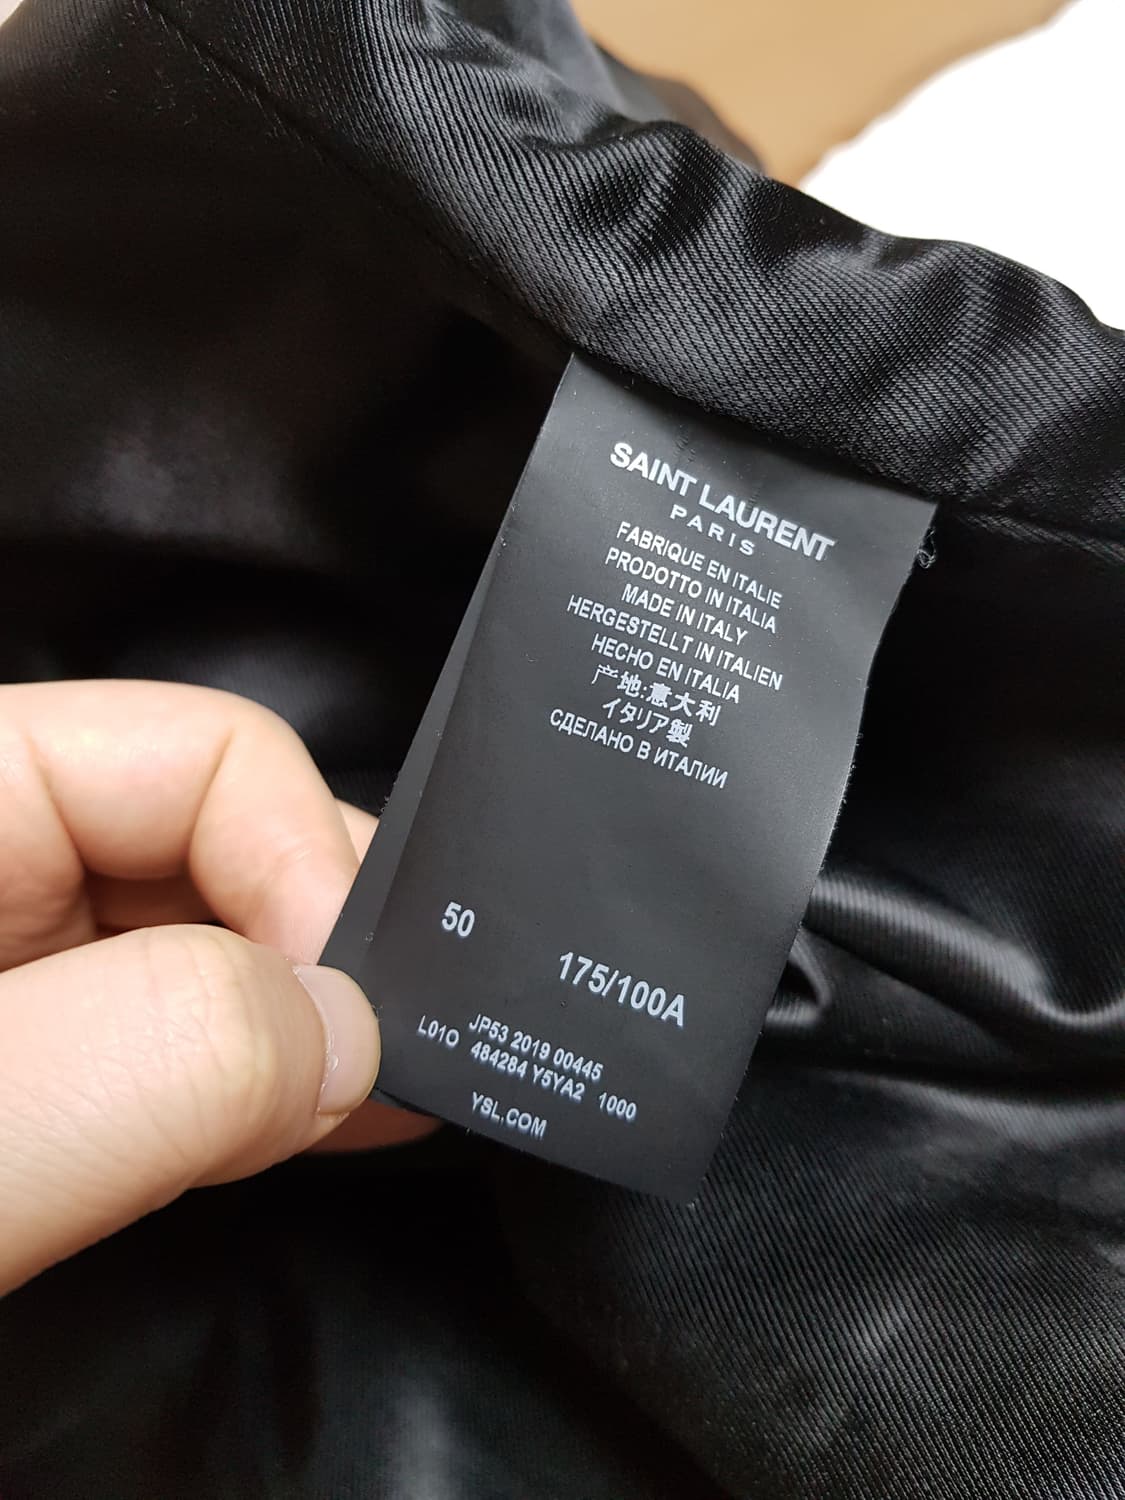 SAINT LAURENT
PARIS
FABRIQUE EN ITALIE
PRODOTTO IN ITALIA
MADE IN ITALY
HERGESTELLT IN ITALIEN
HECHO EN ITALIA
产地:意大利
イタリア製
СДЕЛАНО В ИТАЛИИ
50
175/100A
JP53 2019 00445
L01O 484284 Y5YA2 1000
YSL.COM